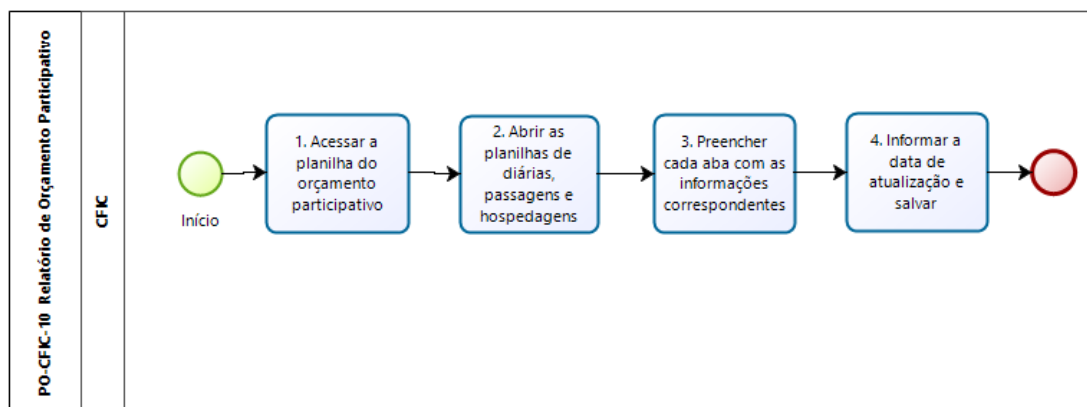 PO-CFIC-10 Relatório de Orçamento Participativo
CFIC
Início
1. Acessar a
planilha do
orçamento
participativo
2. Abrir as
planilhas de
diárias,
passagens e
hospedagens
3. Preencher
cada aba com as
informações
correspondentes
4. Informar a
data de
atualização e
salvar